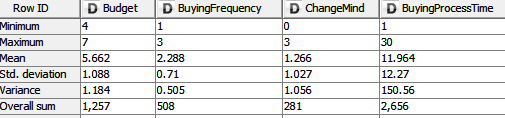 Row ID D Budget D BuyingFrequency D ChangeMind D BuyingProcessTime
Minimum 4 1 0 1
Maximum 7 3 3 30
Mean 5.662 2.288 1.266 11.964
Std. deviation 1.088 0.71 1.027 12.27
Variance 1.184 0.505 1.056 150.56
Overall sum 1,257 508 281 2,656